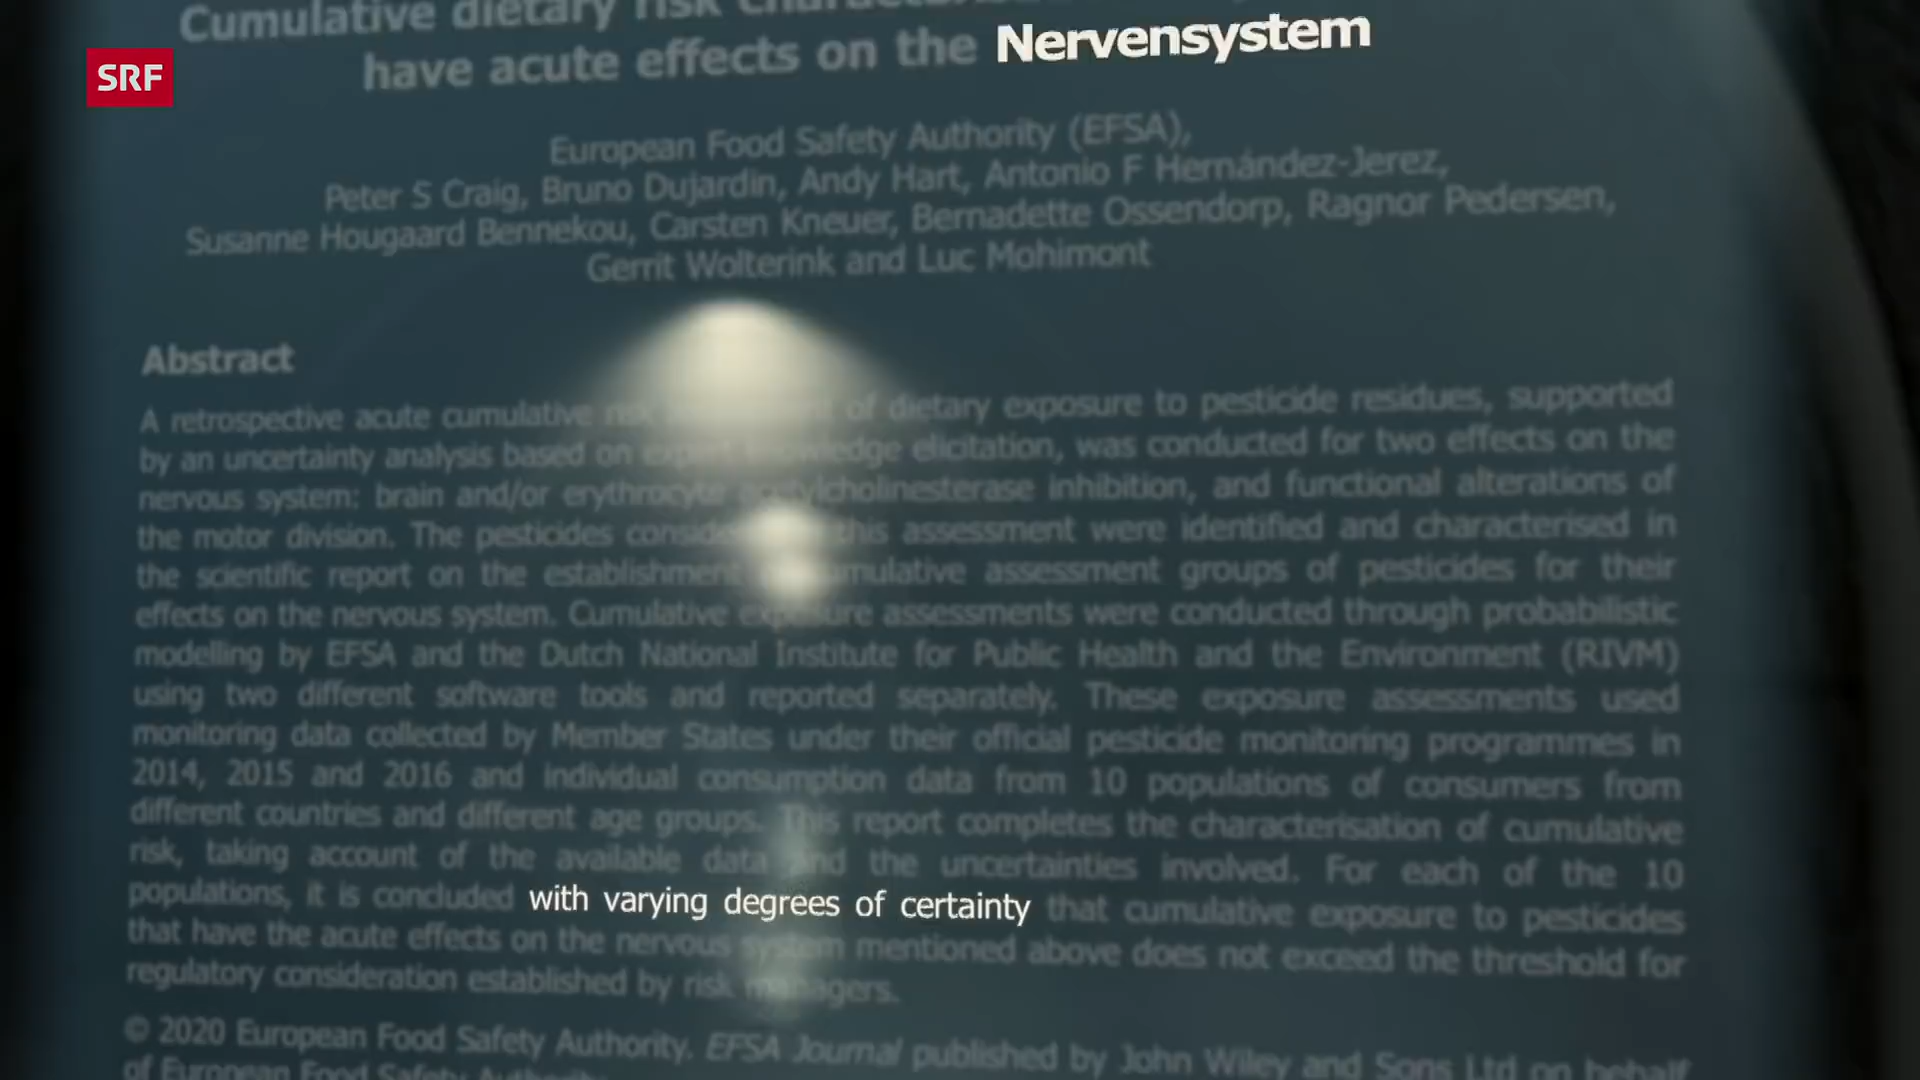 Cumulative dietary risk
have acute effects on the Nervensystem
SRF
European Food Safety Authority (EFSA),
Peter S Craig, Bruno Dujardin, Andy Hart, Antonio F Hernández-Jerez,
Susanne Hougaard Bennekou, Carsten Kneuer, Bernadette Ossendorp, Ragnor Pedersen,
Gerrit Wolterink and Luc Mohimont
Abstract
A retrospective acute cumulative risk of dietary exposure to pesticide residues, supported
by an uncertainty analysis based on expert knowledge elicitation, was conducted for two effects on the
nervous system: brain and/or erythrocyte acetylcholinesterase inhibition, and functional alterations of
the motor division. The pesticides considered this assessment were identified and characterised in
the scientific report on the establishment cumulative assessment groups of pesticides for their
effects on the nervous system. Cumulative exposure assessments were conducted through probabilistic
modelling by EFSA and the Dutch National Institute for Public Health and the Environment (RIVM)
using two different software tools and reported separately. These exposure assessments used
monitoring data collected by Member States under their official pesticide monitoring programmes in
2014, 2015 and 2016 and individual consumption data from 10 populations of consumers from
different countries and different age groups. This report completes the characterisation of cumulative
risk, taking account of the available data and the uncertainties involved. For each of the 10
populations, it is concluded with varying degrees of certainty that cumulative exposure to pesticides
that have the acute effects on the nervous system mentioned above does not exceed the threshold for
regulatory consideration established by risk managers.
© 2020 European Food Safety Authority. EFSA Journal published by John Wiley and Sons Ltd on behalf
of European Food Safety Authority.